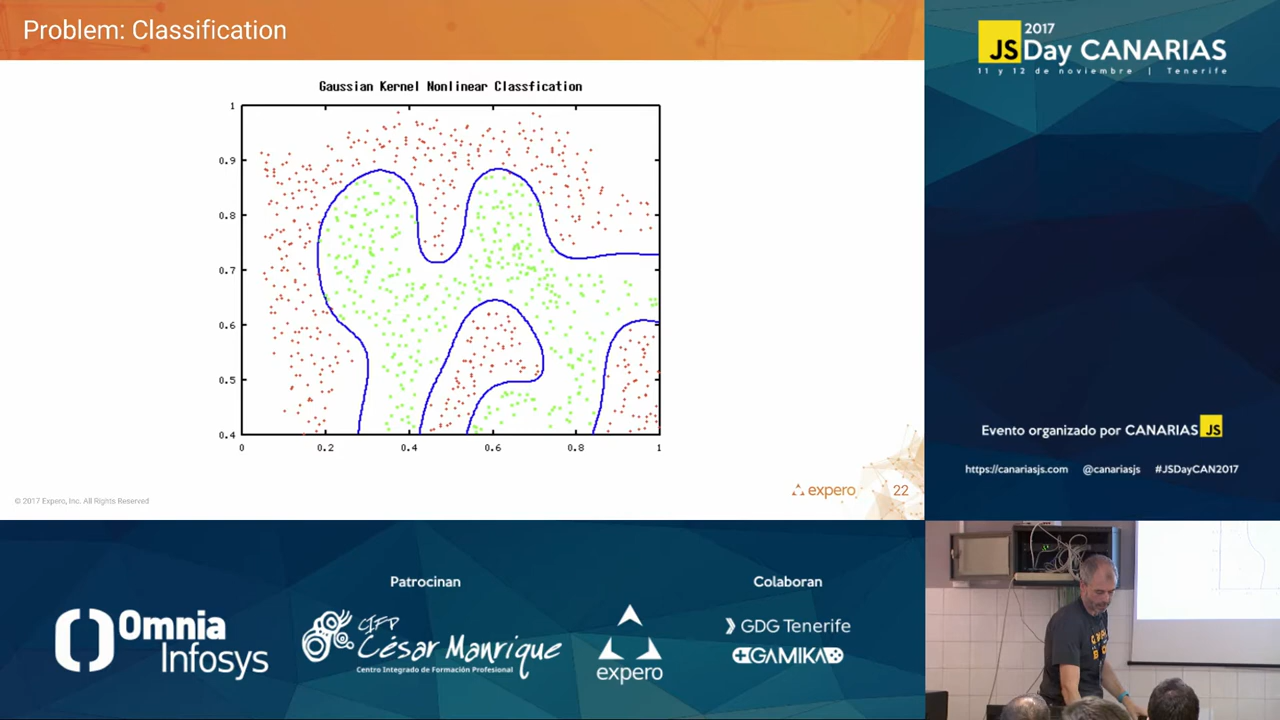 Problem: Classification
Gaussian Kernel Nonlinear Classfication
1
0.9
0.8
0.7
0.6
0.5
0.4
0
0.2
0.4
0.6
0.8
1
© 2017 Expero, Inc. All Rights Reserved
expero
22
2017
JSDay CANARIAS
11 y 12 de noviembre | Tenerife
Evento organizado por CANARIAS JS
https://canariasjs.com @canariasjs #JSDayCAN2017
Patrocinan
Omnia
Infosys
CIFP
César Manrique
Centro Integrado de Formación Profesional
expero
Colaboran
GDG Tenerife
GAMIKA